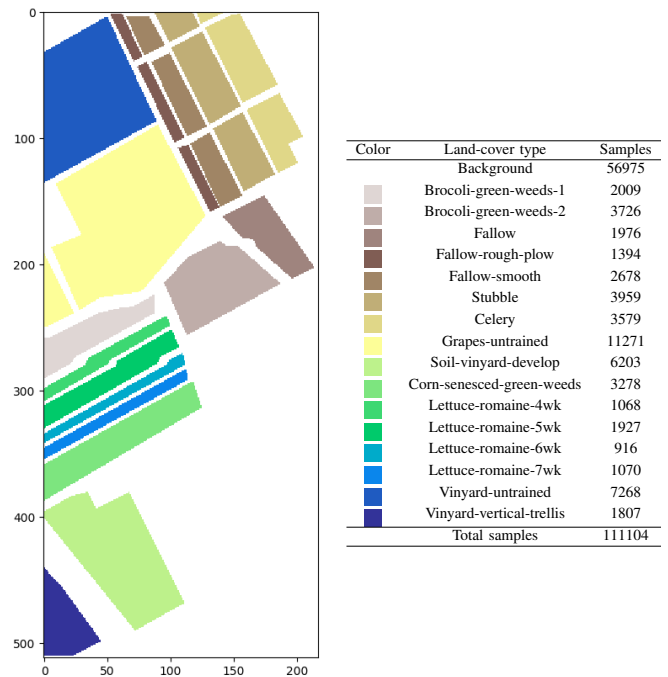 0
100
200
300
400
500
0 50 100 150 200
Color Land-cover type Samples
Background 56975
Brocoli-green-weeds-1 2009
Brocoli-green-weeds-2 3726
Fallow 1976
Fallow-rough-plow 1394
Fallow-smooth 2678
Stubble 3959
Celery 3579
Grapes-untrained 11271
Soil-vinyard-develop 6203
Corn-senesced-green-weeds 3278
Lettuce-romaine-4wk 1068
Lettuce-romaine-5wk 1927
Lettuce-romaine-6wk 916
Lettuce-romaine-7wk 1070
Vinyard-untrained 7268
Vinyard-vertical-trellis 1807
Total samples 111104